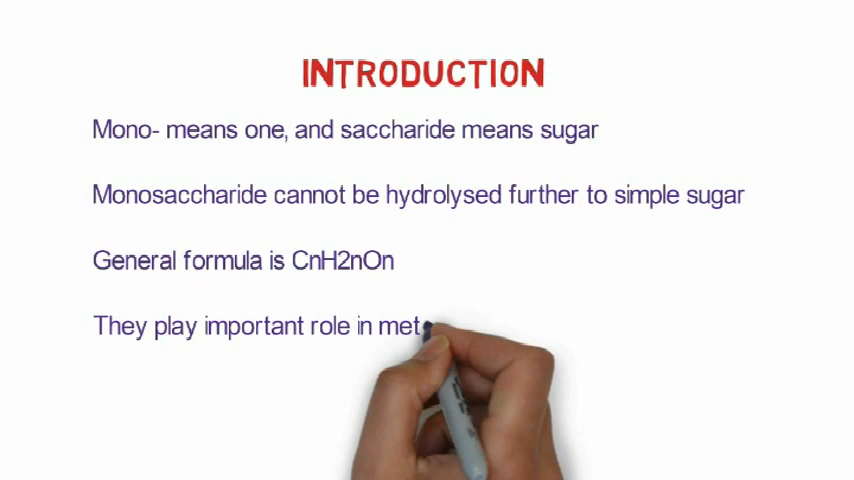 INTRODUCTION
Mono- means one, and saccharide means sugar
Monosaccharide cannot be hydrolysed further to simple sugar
General formula is CnH2nOn
They play important role in met